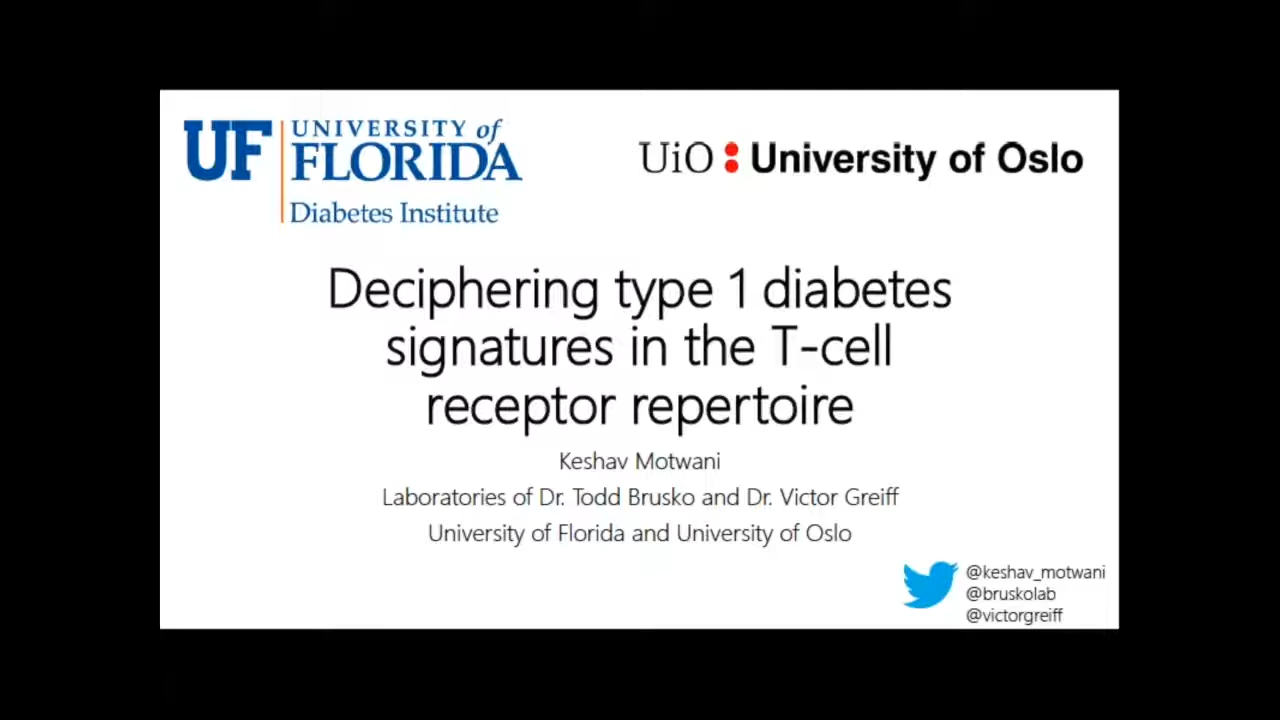 UF UNIVERSITY of
FLORIDA
Diabetes Institute
UiO University of Oslo
Deciphering type 1 diabetes
signatures in the T-cell
receptor repertoire
Keshav Motwani
Laboratories of Dr. Todd Brusko and Dr. Victor Greiff
University of Florida and University of Oslo
@keshav_motwani
@bruskolab
@victorgreiff